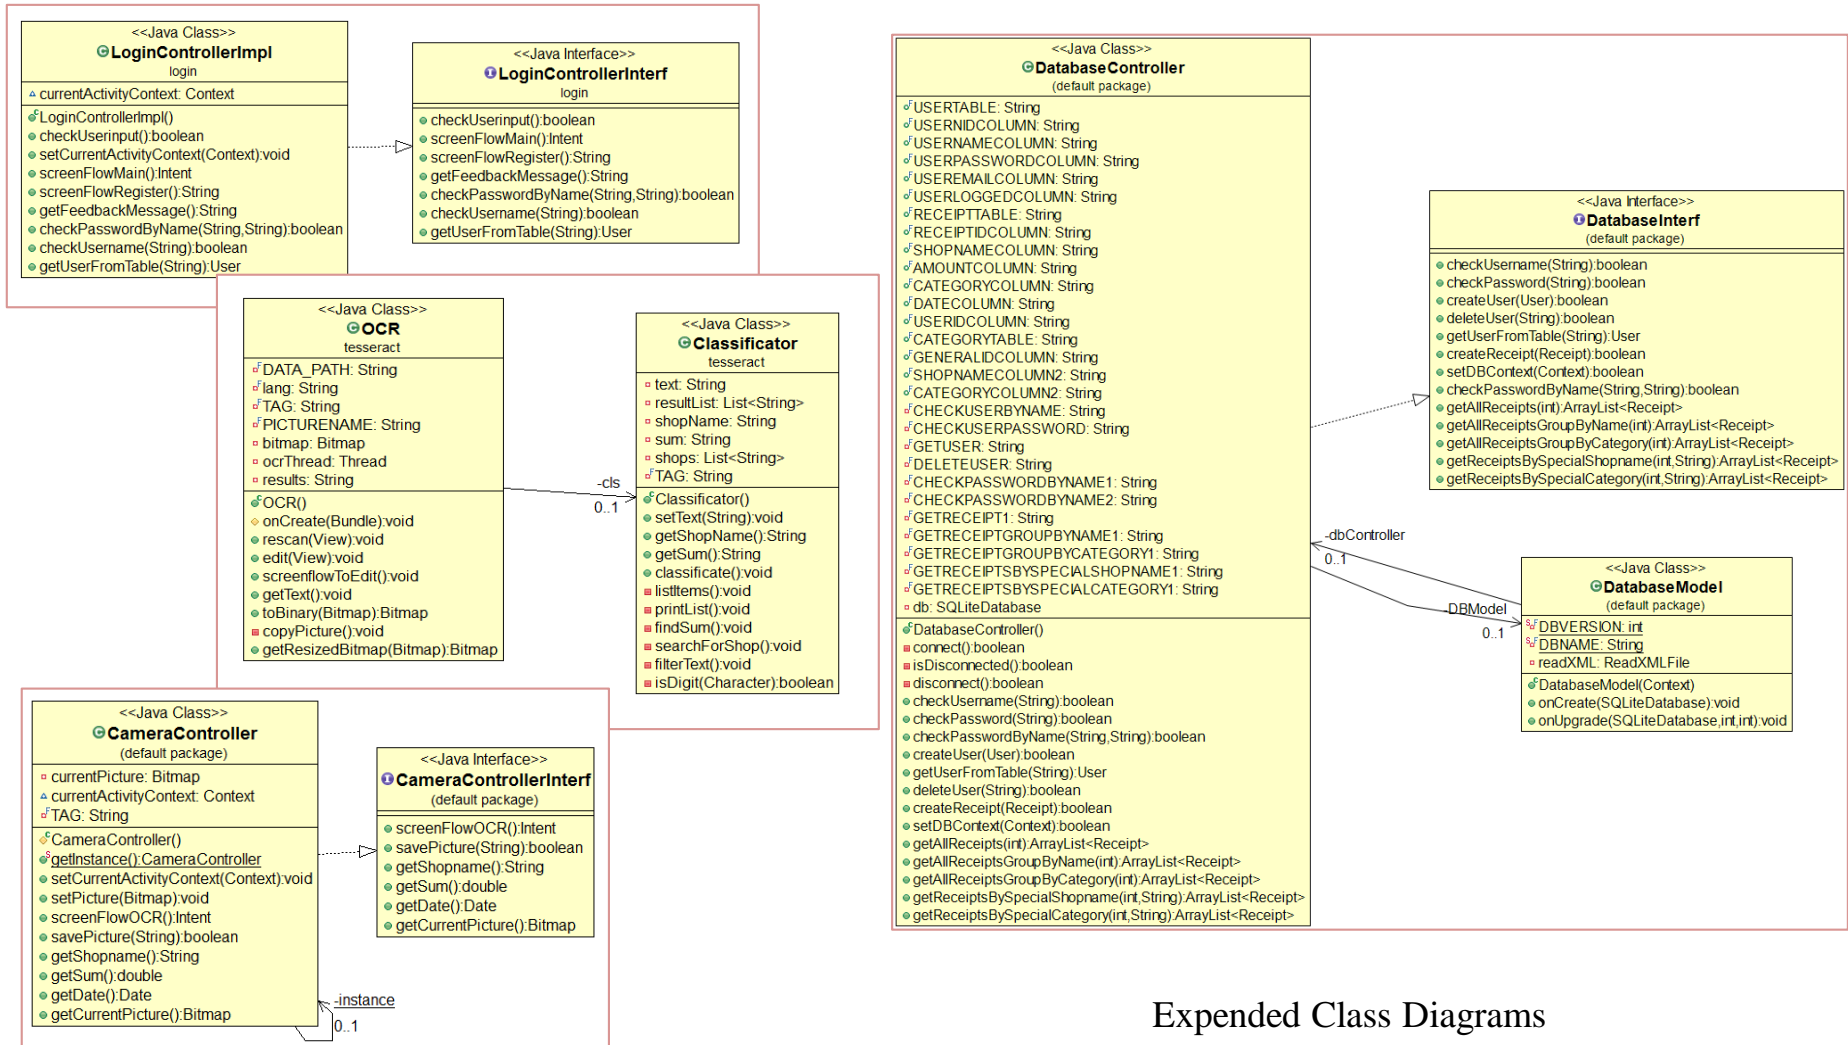 <<Java Class>>
LoginControllerImpl
login
currentActivityContext: Context
LoginControllerImpl()
checkUserinput():boolean
setCurrentActivityContext(Context):void
screenFlowMain():Intent
screenFlowRegister():String
getFeedbackMessage():String
checkPasswordByName(String,String):boolean
checkUsername(String):boolean
getUserFromTable(String):User
<<Java Interface>>
LoginControllerInterf
login
checkUserinput():boolean
screenFlowMain():Intent
screenFlowRegister():String
getFeedbackMessage():String
checkPasswordByName(String,String):boolean
checkUsername(String):boolean
getUserFromTable(String):User
<<Java Class>>
OCR
tesseract
DATA_PATH: String
lang: String
TAG: String
PICTURENAME: String
bitmap: Bitmap
ocrThread: Thread
results: String
OCR()
onCreate(Bundle):void
rescan(View):void
edit(View):void
screenflowToEdit():void
getText():void
toBinary(Bitmap):Bitmap
copyPicture():void
getResizedBitmap(Bitmap):Bitmap
-cls
0..1
<<Java Class>>
Classificator
tesseract
text: String
resultList: List<String>
shopName: String
sum: String
shops: List<String>
TAG: String
Classificator()
setText(String):void
getShopName():String
getSum():String
classificate():void
listItems():void
printList():void
findSum():void
searchForShop():void
filterText():void
isDigit(Character):boolean
<<Java Class>>
CameraController
(default package)
currentPicture: Bitmap
currentActivityContext: Context
TAG: String
CameraController()
getInstance():CameraController
setCurrentActivityContext(Context):void
setPicture(Bitmap):void
screenFlowOCR():Intent
savePicture(String):boolean
getShopname():String
getSum():double
getDate():Date
getCurrentPicture():Bitmap
-instance
0..1
<<Java Interface>>
CameraControllerInterf
(default package)
screenFlowOCR():Intent
savePicture(String):boolean
getShopname():String
getSum():double
getDate():Date
getCurrentPicture():Bitmap
<<Java Class>>
DatabaseController
(default package)
USERTABLE: String
USERNIDCOLUMN: String
USERNAMECOLUMN: String
USERPASSWORDCOLUMN: String
USEREMAILCOLUMN: String
USERLOGGEDCOLUMN: String
RECEIPTTABLE: String
RECEIPTIDCOLUMN: String
SHOPNAMECOLUMN: String
AMOUNTCOLUMN: String
CATEGORYCOLUMN: String
DATECOLUMN: String
USERIDCOLUMN: String
CATEGORYTABLE: String
GENERALIDCOLUMN: String
SHOPNAMECOLUMN2: String
CATEGORYCOLUMN2: String
CHECKUSERBYNAME: String
CHECKUSERPASSWORD: String
GETUSER: String
DELETEUSER: String
CHECKPASSWORDBYNAME1: String
CHECKPASSWORDBYNAME2: String
GETRECEIPT1: String
GETRECEIPTGROUPBYNAME1: String
GETRECEIPTGROUPBYCATEGORY1: String
GETRECEIPTSBYSPECIALSHOPNAME1: String
GETRECEIPTSBYSPECIALCATEGORY1: String
db: SQLiteDatabase
DatabaseController()
connect():boolean
isDisconnected():boolean
disconnect():boolean
checkUsername(String):boolean
checkPassword(String):boolean
checkPasswordByName(String,String):boolean
createUser(User):boolean
getUserFromTable(String):User
deleteUser(String):boolean
createReceipt(Receipt):boolean
setDBContext(Context):boolean
getAllReceipts(int):ArrayList<Receipt>
getAllReceiptsGroupByName(int):ArrayList<Receipt>
getAllReceiptsGroupByCategory(int):ArrayList<Receipt>
getReceiptsBySpecialShopname(int,String):ArrayList<Receipt>
getReceiptsBySpecialCategory(int,String):ArrayList<Receipt>
<<Java Interface>>
DatabaseInterf
(default package)
checkUsername(String):boolean
checkPassword(String):boolean
createUser(User):boolean
deleteUser(String):boolean
getUserFromTable(String):User
createReceipt(Receipt):boolean
setDBContext(Context):boolean
checkPasswordByName(String,String):boolean
getAllReceipts(int):ArrayList<Receipt>
getAllReceiptsGroupByName(int):ArrayList<Receipt>
getAllReceiptsGroupByCategory(int):ArrayList<Receipt>
getReceiptsBySpecialShopname(int,String):ArrayList<Receipt>
getReceiptsBySpecialCategory(int,String):ArrayList<Receipt>
-dbController
0..1
-DBModel
0..1
<<Java Class>>
DatabaseModel
(default package)
DBVERSION: int
DBNAME: String
readXML: ReadXMLFile
DatabaseModel(Context)
onCreate(SQLiteDatabase):void
onUpgrade(SQLiteDatabase,int,int):void
Expended Class Diagrams